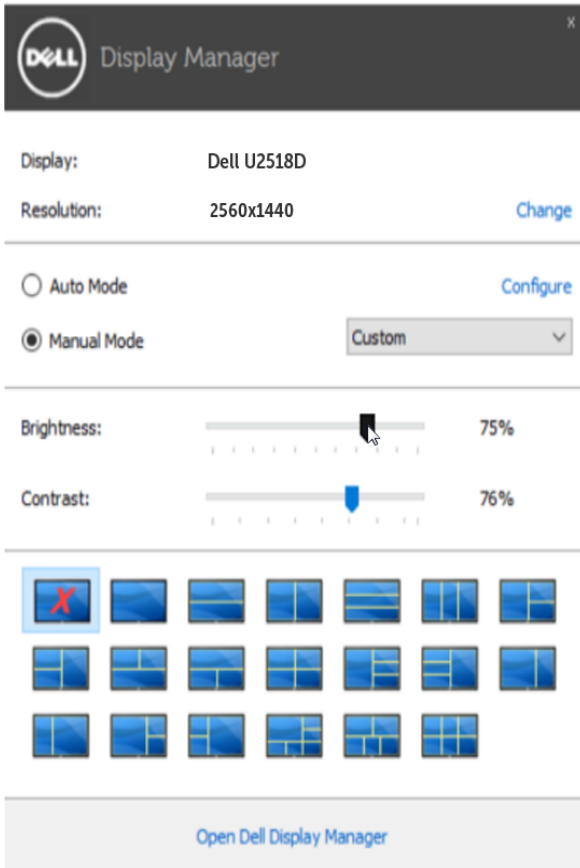 DELL Display Manager x
Display: Dell U2518D
Resolution: 2560x1440 Change
Auto Mode Configure
Manual Mode Custom
Brightness: 75%
Contrast: 76%
X
Open Dell Display Manager